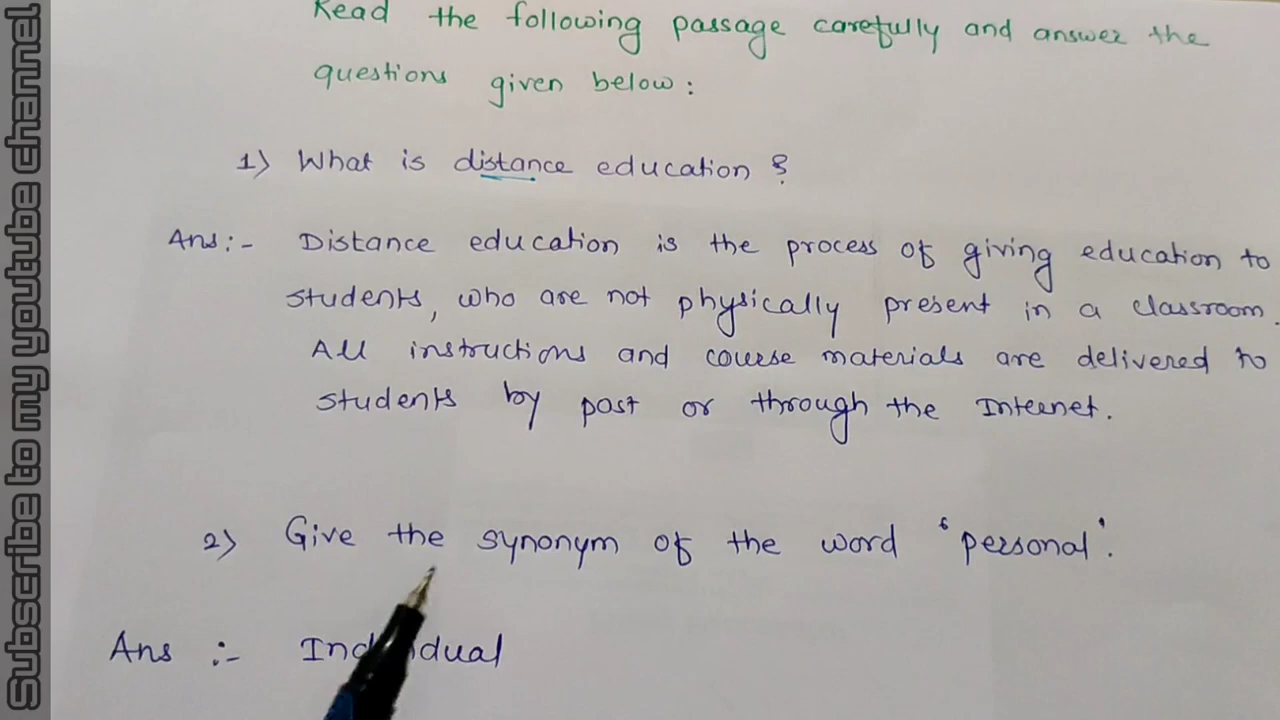 Read the following passage carefully and answer the
questions given below:
1) What is distance education ?
Ans:- Distance education is the process of giving education to
students, who are not physically present in a classroom.
All instructions and course materials are delivered to
students by post or through the Internet.
2) Give the synonym of the word 'personal'.
Ans :- Individual
Subscribe to my youtube channel